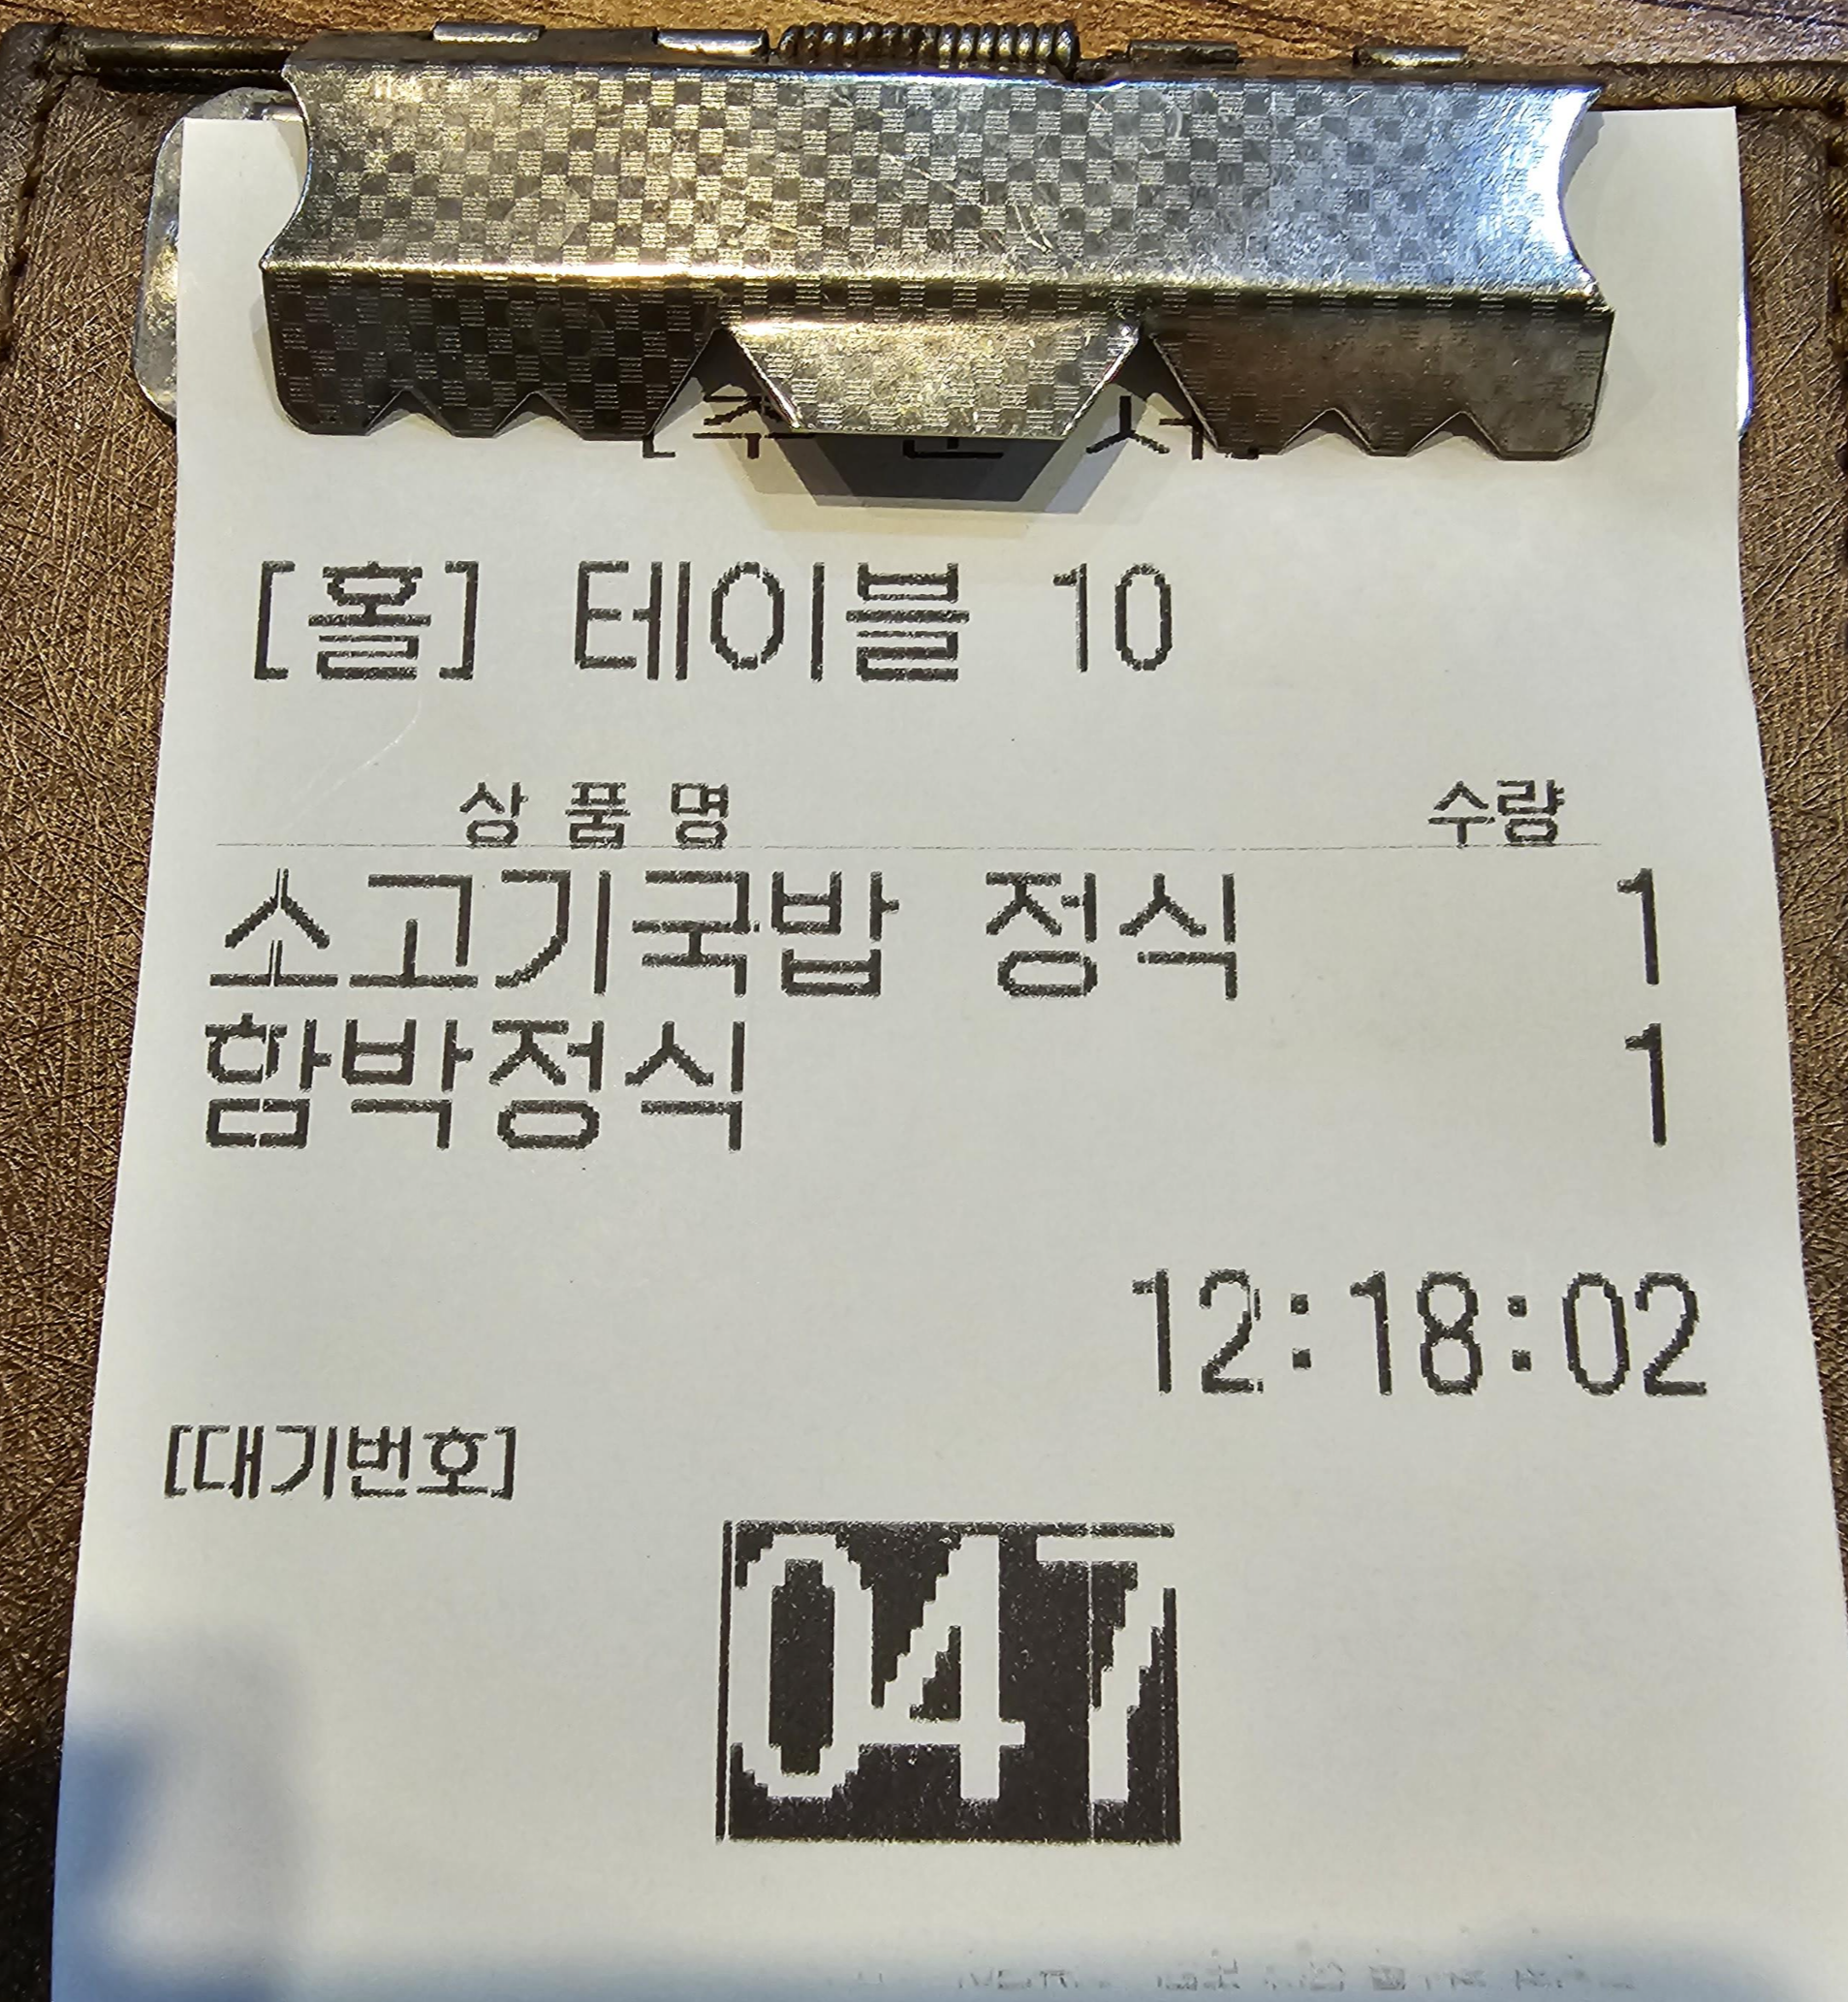 [홀] 테이블 10
상 품 명 수량
소고기국밥 정식 1
함박정식 1
12:18:02
[대기번호]
047